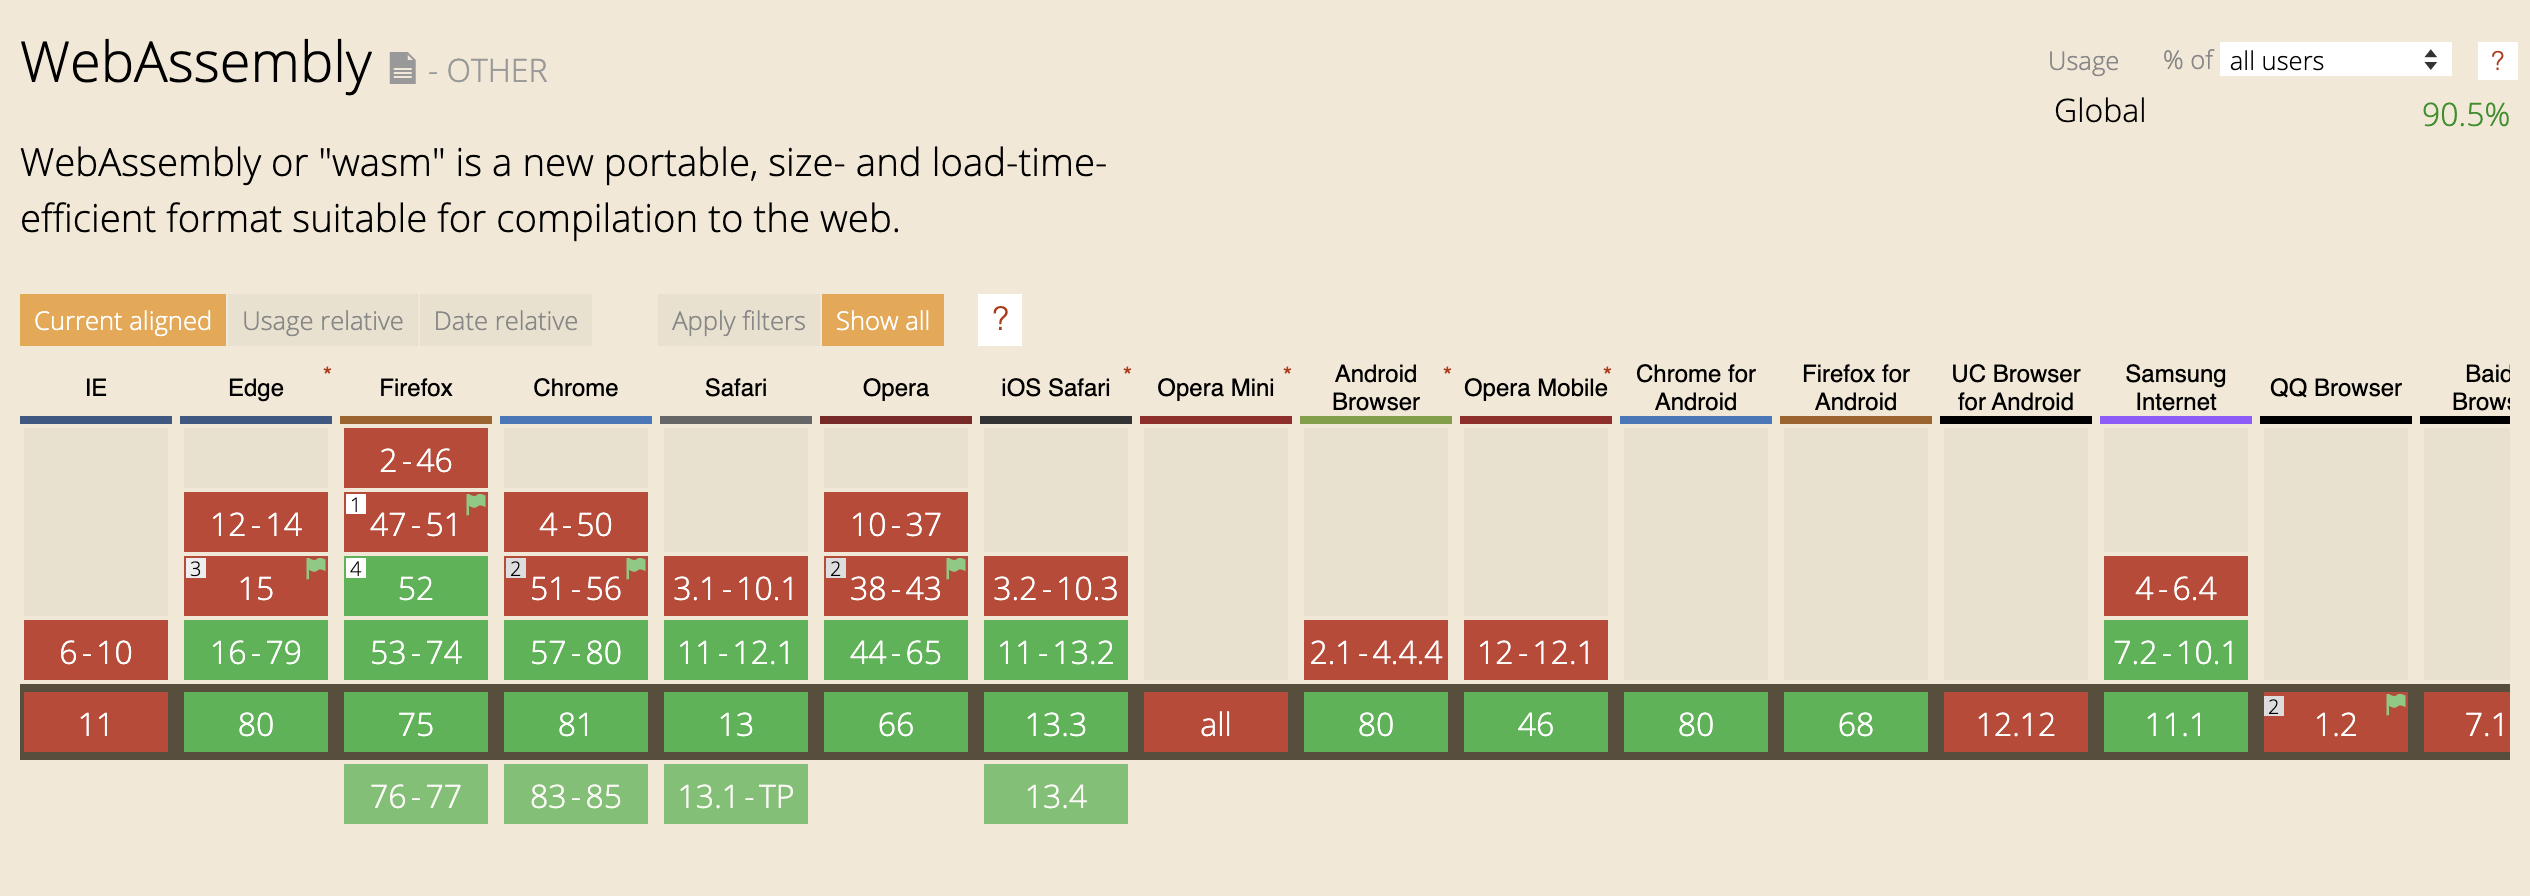 WebAssembly - OTHER
Usage % of all users ?
Global 90.5%
WebAssembly or "wasm" is a new portable, size- and load-time-
efficient format suitable for compilation to the web.
Current aligned Usage relative Date relative Apply filters Show all ?
IE Edge * Firefox Chrome Safari Opera iOS Safari * Opera Mini * Android Browser * Opera Mobile * Chrome for Android Firefox for Android UC Browser for Android Samsung Internet QQ Browser Baid Brows
2-46
12-14 1 47-51 4-50 10-37
3 15 4 52 2 51-56 3.1-10.1 2 38-43 3.2-10.3 4-6.4
6-10 16-79 53-74 57-80 11-12.1 44-65 11-13.2 2.1-4.4.4 12-12.1 7.2-10.1
11 80 75 81 13 66 13.3 all 80 46 80 68 12.12 11.1 2 1.2 7.1
76-77 83-85 13.1-TP 13.4